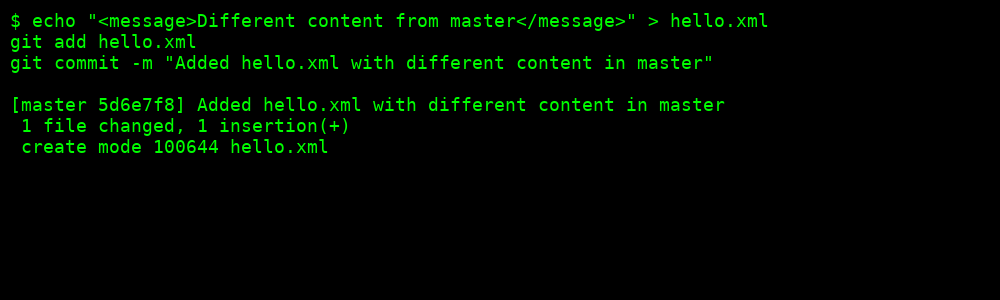 $ echo "<message>Different content from master</message>" > hello.xml
git add hello.xml
git commit -m "Added hello.xml with different content in master"
[master 5d6e7f8] Added hello.xml with different content in master
1 file changed, 1 insertion(+)
create mode 100644 hello.xml